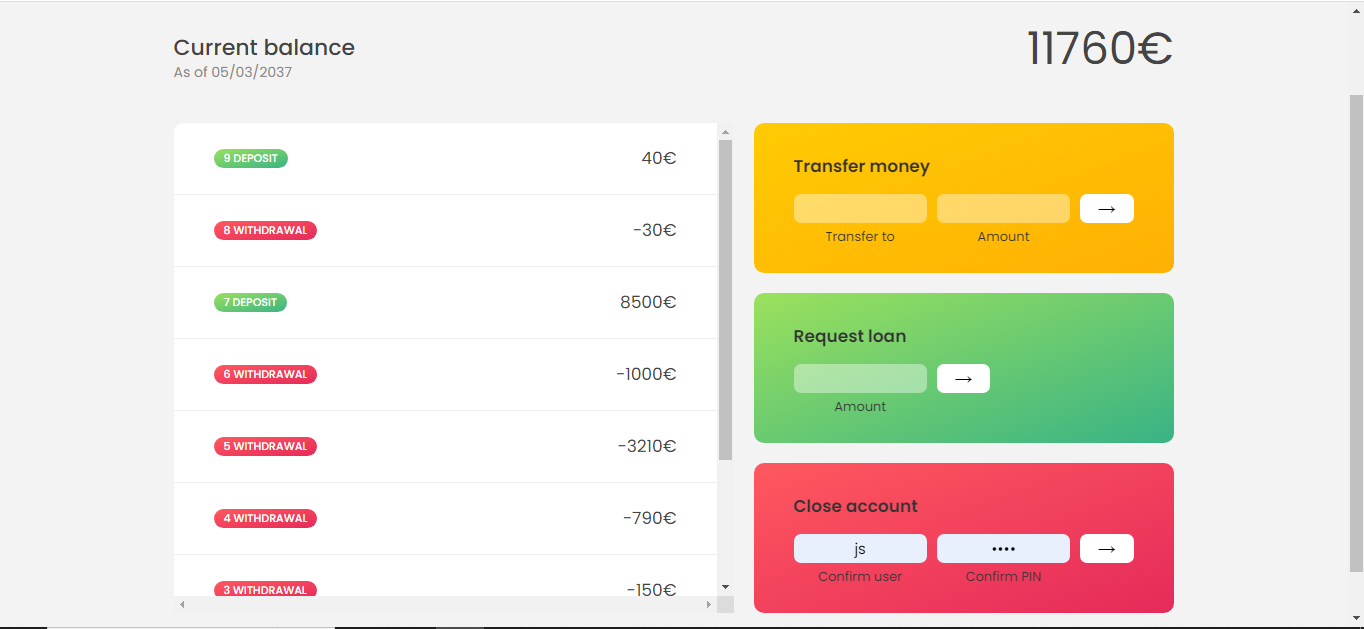 Current balance
As of 05/03/2037
11760€
9 DEPOSIT 40€
8 WITHDRAWAL -30€
7 DEPOSIT 8500€
6 WITHDRAWAL -1000€
5 WITHDRAWAL -3210€
4 WITHDRAWAL -790€
3 WITHDRAWAL -150€
Transfer money
→
Transfer to Amount
Request loan
→
Amount
Close account
js •••• →
Confirm user Confirm PIN